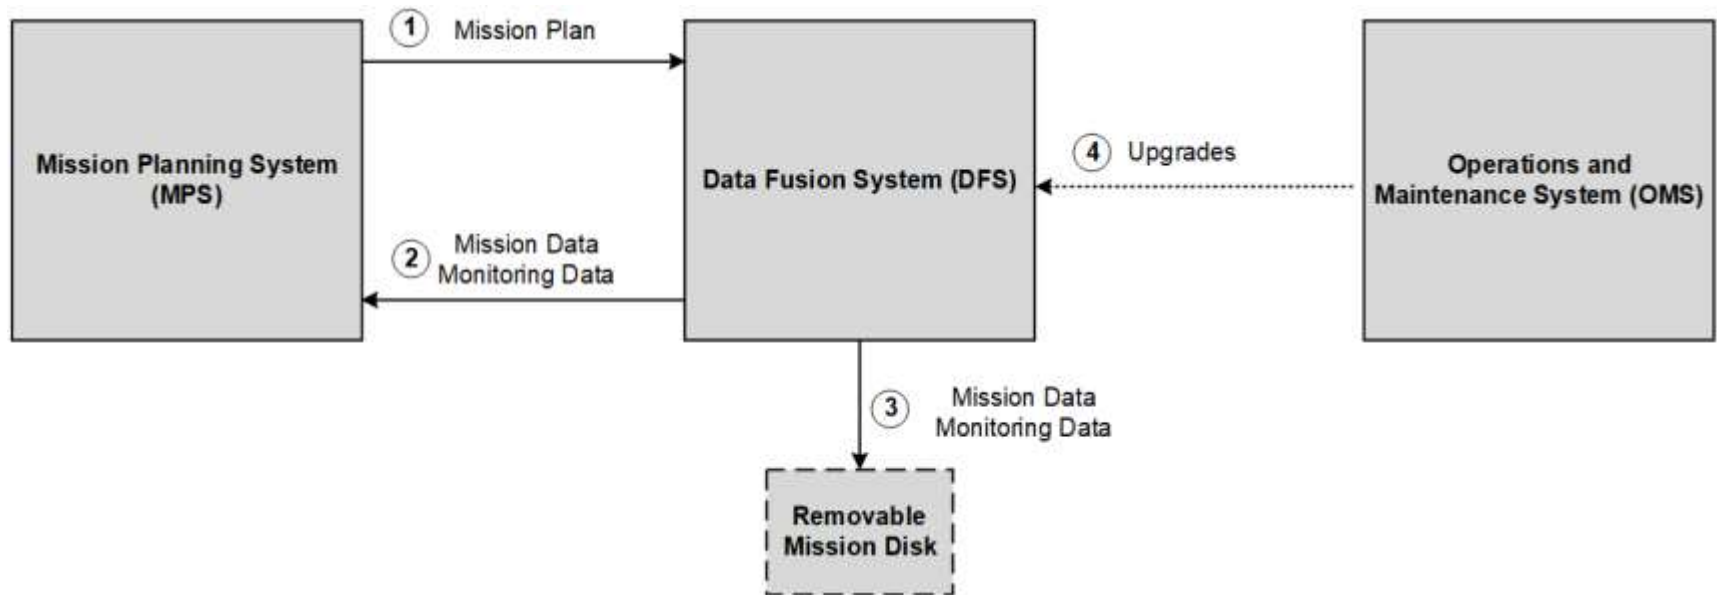 1 Mission Plan
Mission Planning System
(MPS)
Data Fusion System (DFS)
4 Upgrades
Operations and
Maintenance System (OMS)
2 Mission Data
Monitoring Data
3 Mission Data
Monitoring Data
Removable
Mission Disk